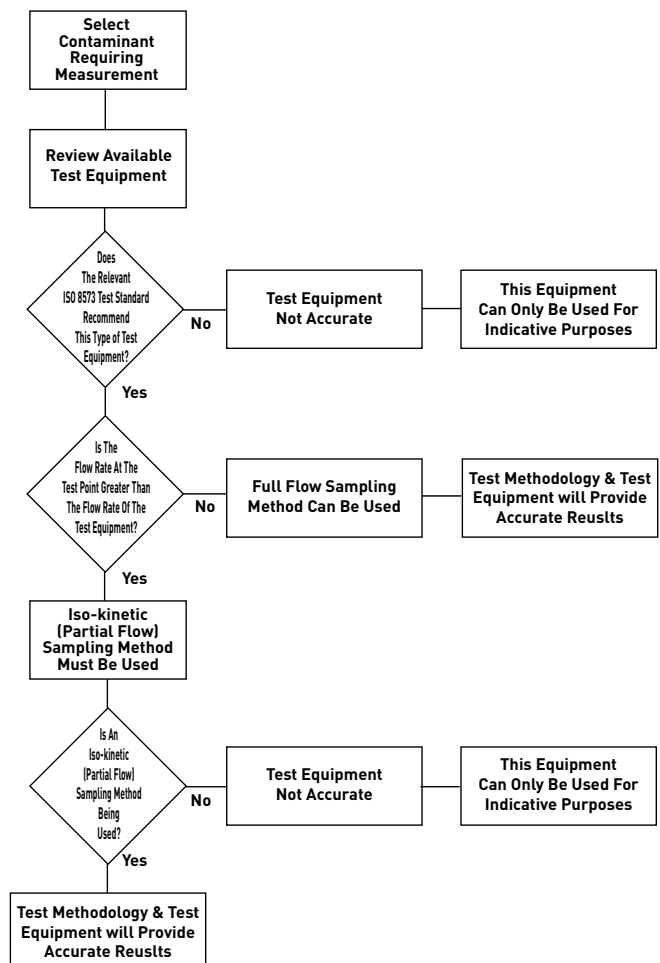 Select
Contaminant
Requiring
Measurement
Review Available
Test Equipment
Does
The Relevant
ISO 8573 Test Standard
Recommend
This Type of Test
Equipment?
No
Test Equipment
Not Accurate
This Equipment
Can Only Be Used For
Indicative Purposes
Yes
Is The
Flow Rate At The
Test Point Greater Than
The Flow Rate Of The
Test Equipment?
No
Full Flow Sampling
Method Can Be Used
Test Methodology & Test
Equipment will Provide
Accurate Reuslts
Yes
Iso-kinetic
(Partial Flow)
Sampling Method
Must Be Used
Is An
Iso-kinetic
(Partial Flow)
Sampling Method
Being
Used?
No
Test Equipment
Not Accurate
This Equipment
Can Only Be Used For
Indicative Purposes
Yes
Test Methodology & Test
Equipment will Provide
Accurate Reuslts